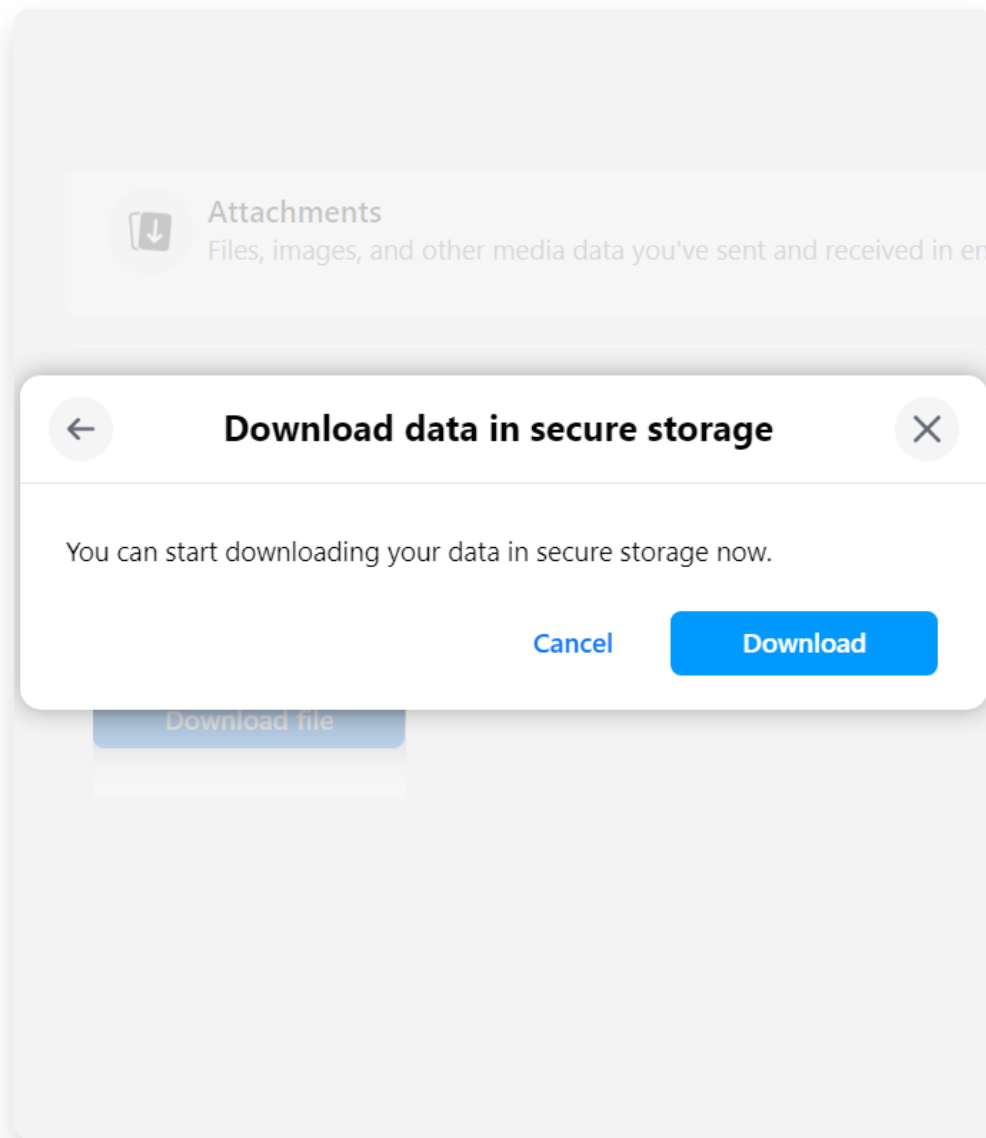 Attachments
Files, images, and other media data you've sent and received in en
Download data in secure storage
You can start downloading your data in secure storage now.
Cancel Download
Download file